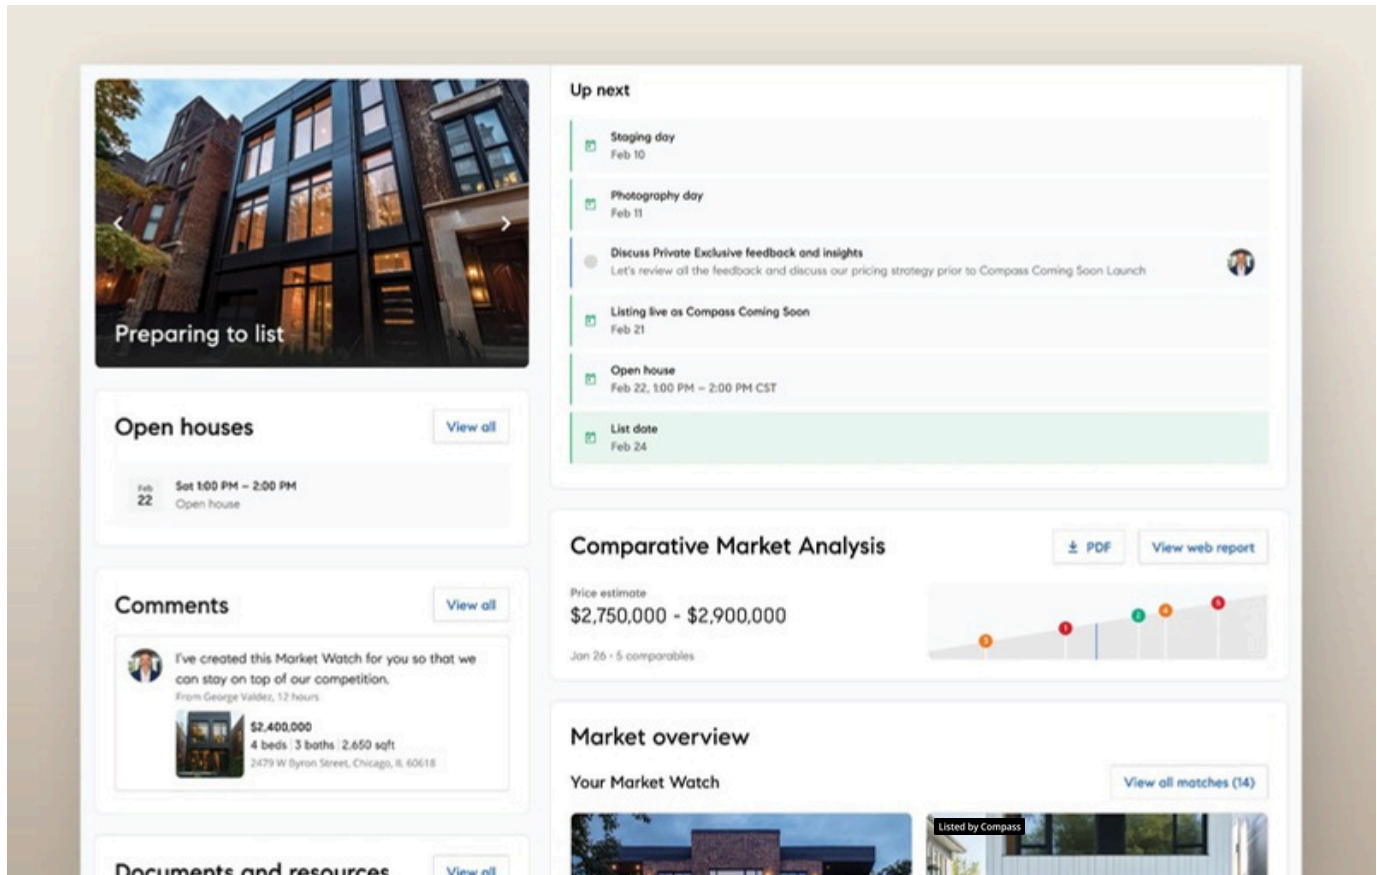 Preparing to list
Open houses
View all
Feb
22
Sat 1:00 PM – 2:00 PM
Open house
Comments
View all
I've created this Market Watch for you so that we
can stay on top of our competition.
From George Valdez, 12 hours
$2,400,000
4 beds | 3 baths | 2,650 sqft
2479 W Byron Street, Chicago, IL 60618
Documents and resources
View all
Up next
Staging day
Feb 10
Photography day
Feb 11
Discuss Private Exclusive feedback and insights
Let's review all the feedback and discuss our pricing strategy prior to Compass Coming Soon Launch
Listing live as Compass Coming Soon
Feb 21
Open house
Feb 22, 1:00 PM – 2:00 PM CST
List date
Feb 24
Comparative Market Analysis
PDF
View web report
Price estimate
$2,750,000 - $2,900,000
Jan 26 • 5 comparables
3
1
2
4
5
Market overview
Your Market Watch
View all matches (14)
Listed by Compass